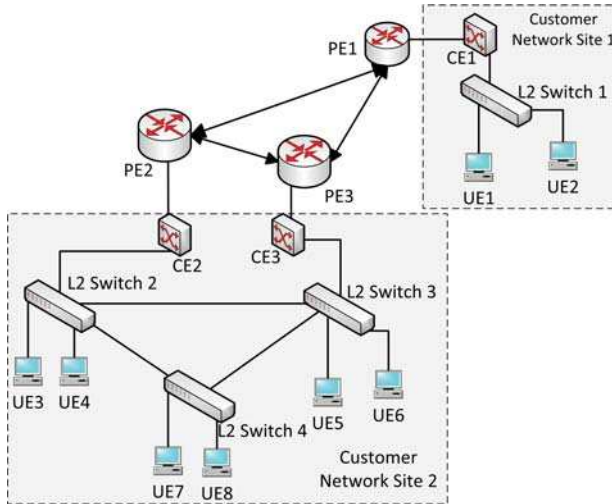 Customer
Network Site 1
PE1
CE1
L2 Switch 1
PE2
PE3
UE1
UE2
CE2
CE3
L2 Switch 2
L2 Switch 3
UE3
UE4
UE5
UE6
L2 Switch 4
Customer
Network Site 2
UE7
UE8